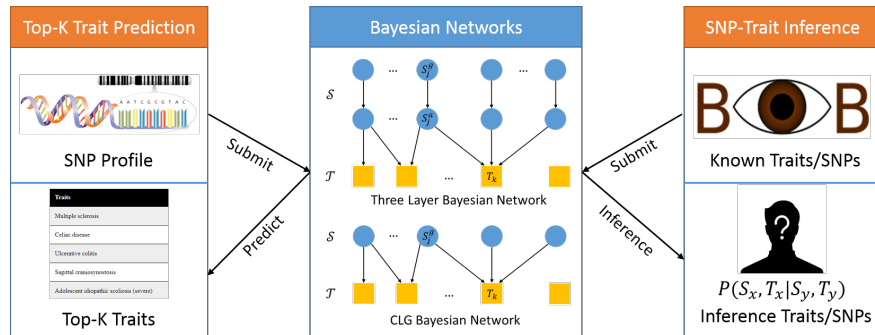 Top-K Trait Prediction
AATCGCGTAC
SNP Profile
Submit
Predict
Traits
Multiple sclerosis
Celiac disease
Ulcerative colitis
Sagittal craniosynostosis
Adolescent idiopathic scoliosis (severe)
Top-K Traits
Bayesian Networks
... S_j^g ...
𝒮
... S_j^a
𝒯 ... T_k
Three Layer Bayesian Network
𝒮 ... S_j^g
𝒯 ... T_k
CLG Bayesian Network
SNP-Trait Inference
B B
Known Traits/SNPs
Submit
Inference
?
P(S_x, T_x|S_y, T_y)
Inference Traits/SNPs